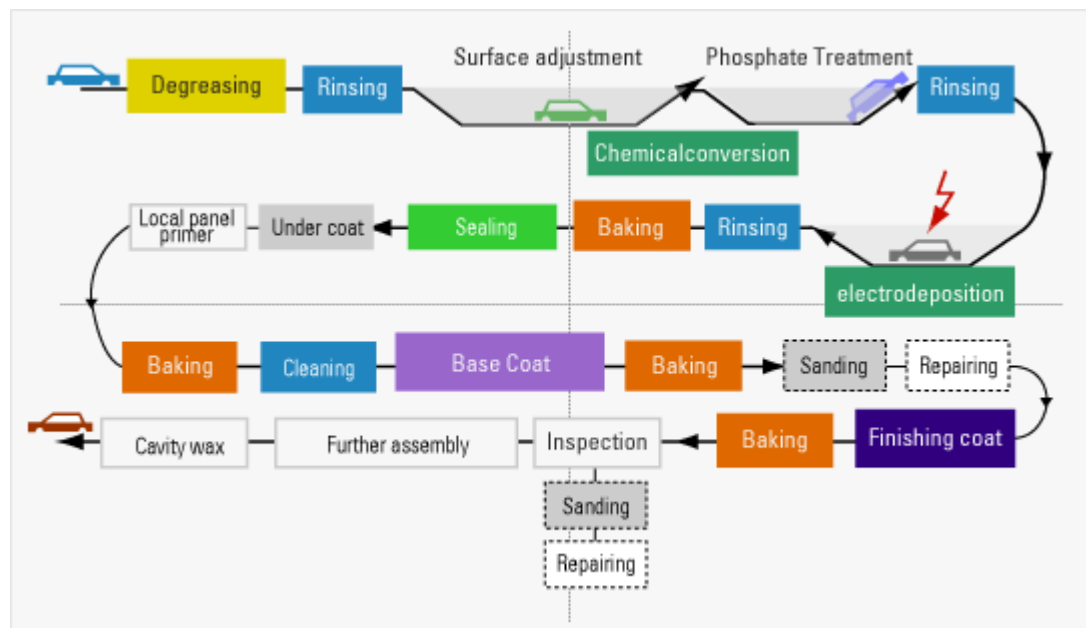 Surface adjustment
Phosphate Treatment
Degreasing
Rinsing
Rinsing
Chemicalconversion
Local panel
primer
Under coat
Sealing
Baking
Rinsing
electrodeposition
Baking
Cleaning
Base Coat
Baking
Sanding
Repairing
Cavity wax
Further assembly
Inspection
Baking
Finishing coat
Sanding
Repairing